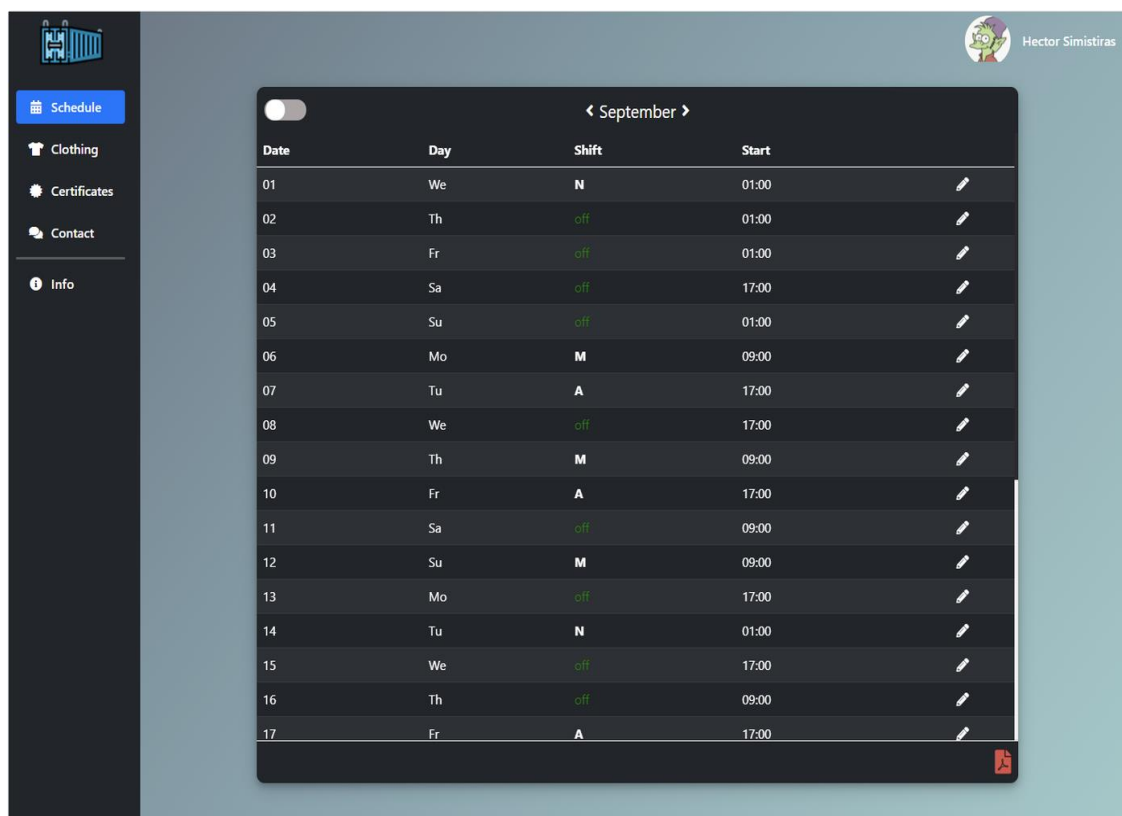 Hector Simistiras
Schedule
Clothing
Certificates
Contact
Info
September
Date Day Shift Start
01 We N 01:00
02 Th off 01:00
03 Fr off 01:00
04 Sa off 17:00
05 Su off 01:00
06 Mo M 09:00
07 Tu A 17:00
08 We off 17:00
09 Th M 09:00
10 Fr A 17:00
11 Sa off 09:00
12 Su M 09:00
13 Mo off 17:00
14 Tu N 01:00
15 We off 17:00
16 Th off 09:00
17 Fr A 17:00